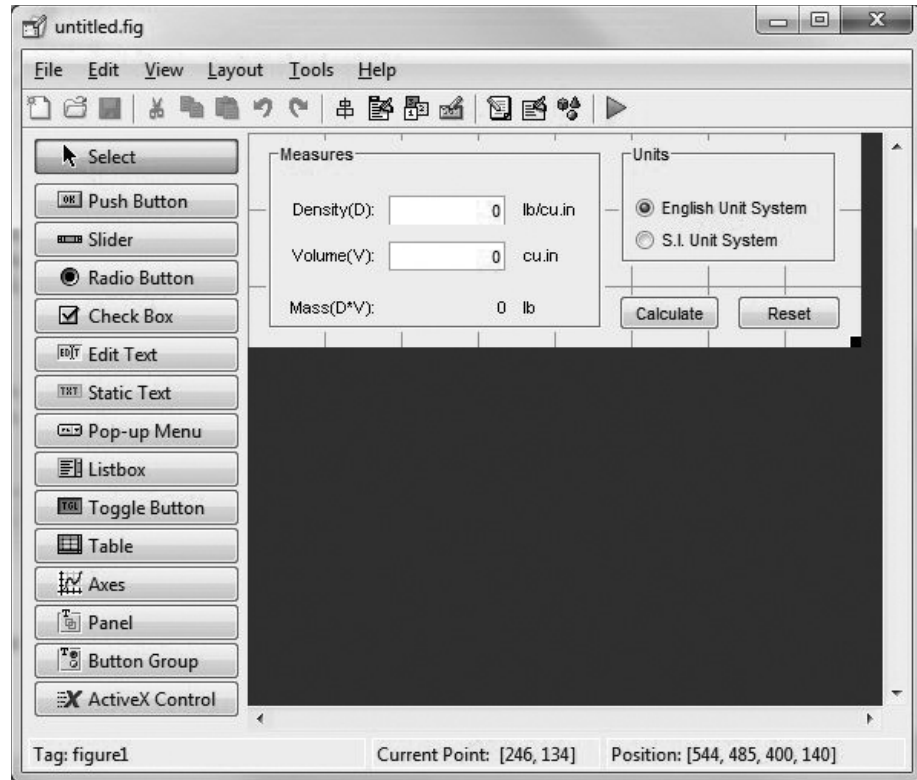 untitled.fig
File Edit View Layout Tools Help
Select
Push Button
Slider
Radio Button
Check Box
Edit Text
Static Text
Pop-up Menu
Listbox
Toggle Button
Table
Axes
Panel
Button Group
ActiveX Control
Measures
Density(D): 0 lb/cu.in
Volume(V): 0 cu.in
Mass(D*V): 0 lb
Units
English Unit System
S.I. Unit System
Calculate Reset
Tag: figure1 Current Point: [246, 134] Position: [544, 485, 400, 140]